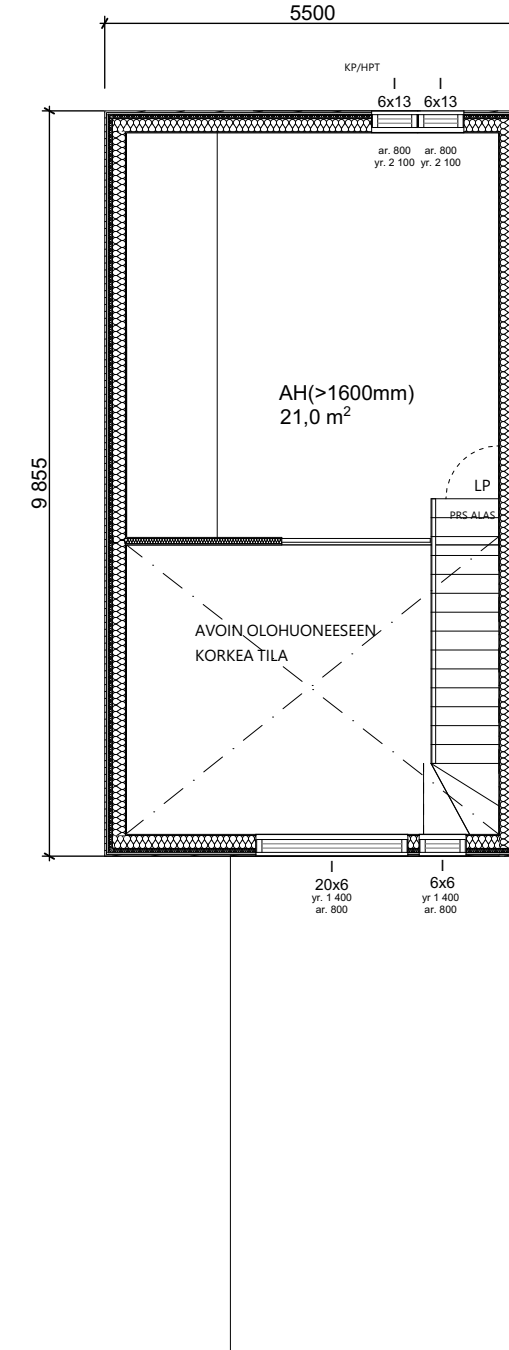 5500
KP/HPT
I I
6x13 6x13
ar. 800 ar. 800
yr. 2 100 yr. 2 100
9 855
AH(>1600mm)
21,0 m²
LP
PRS ALAS
AVOIN OLOHUONEESEEN
KORKEA TILA
I I
20x6 6x6
yr. 1 400 yr 1 400
ar. 800 ar. 800